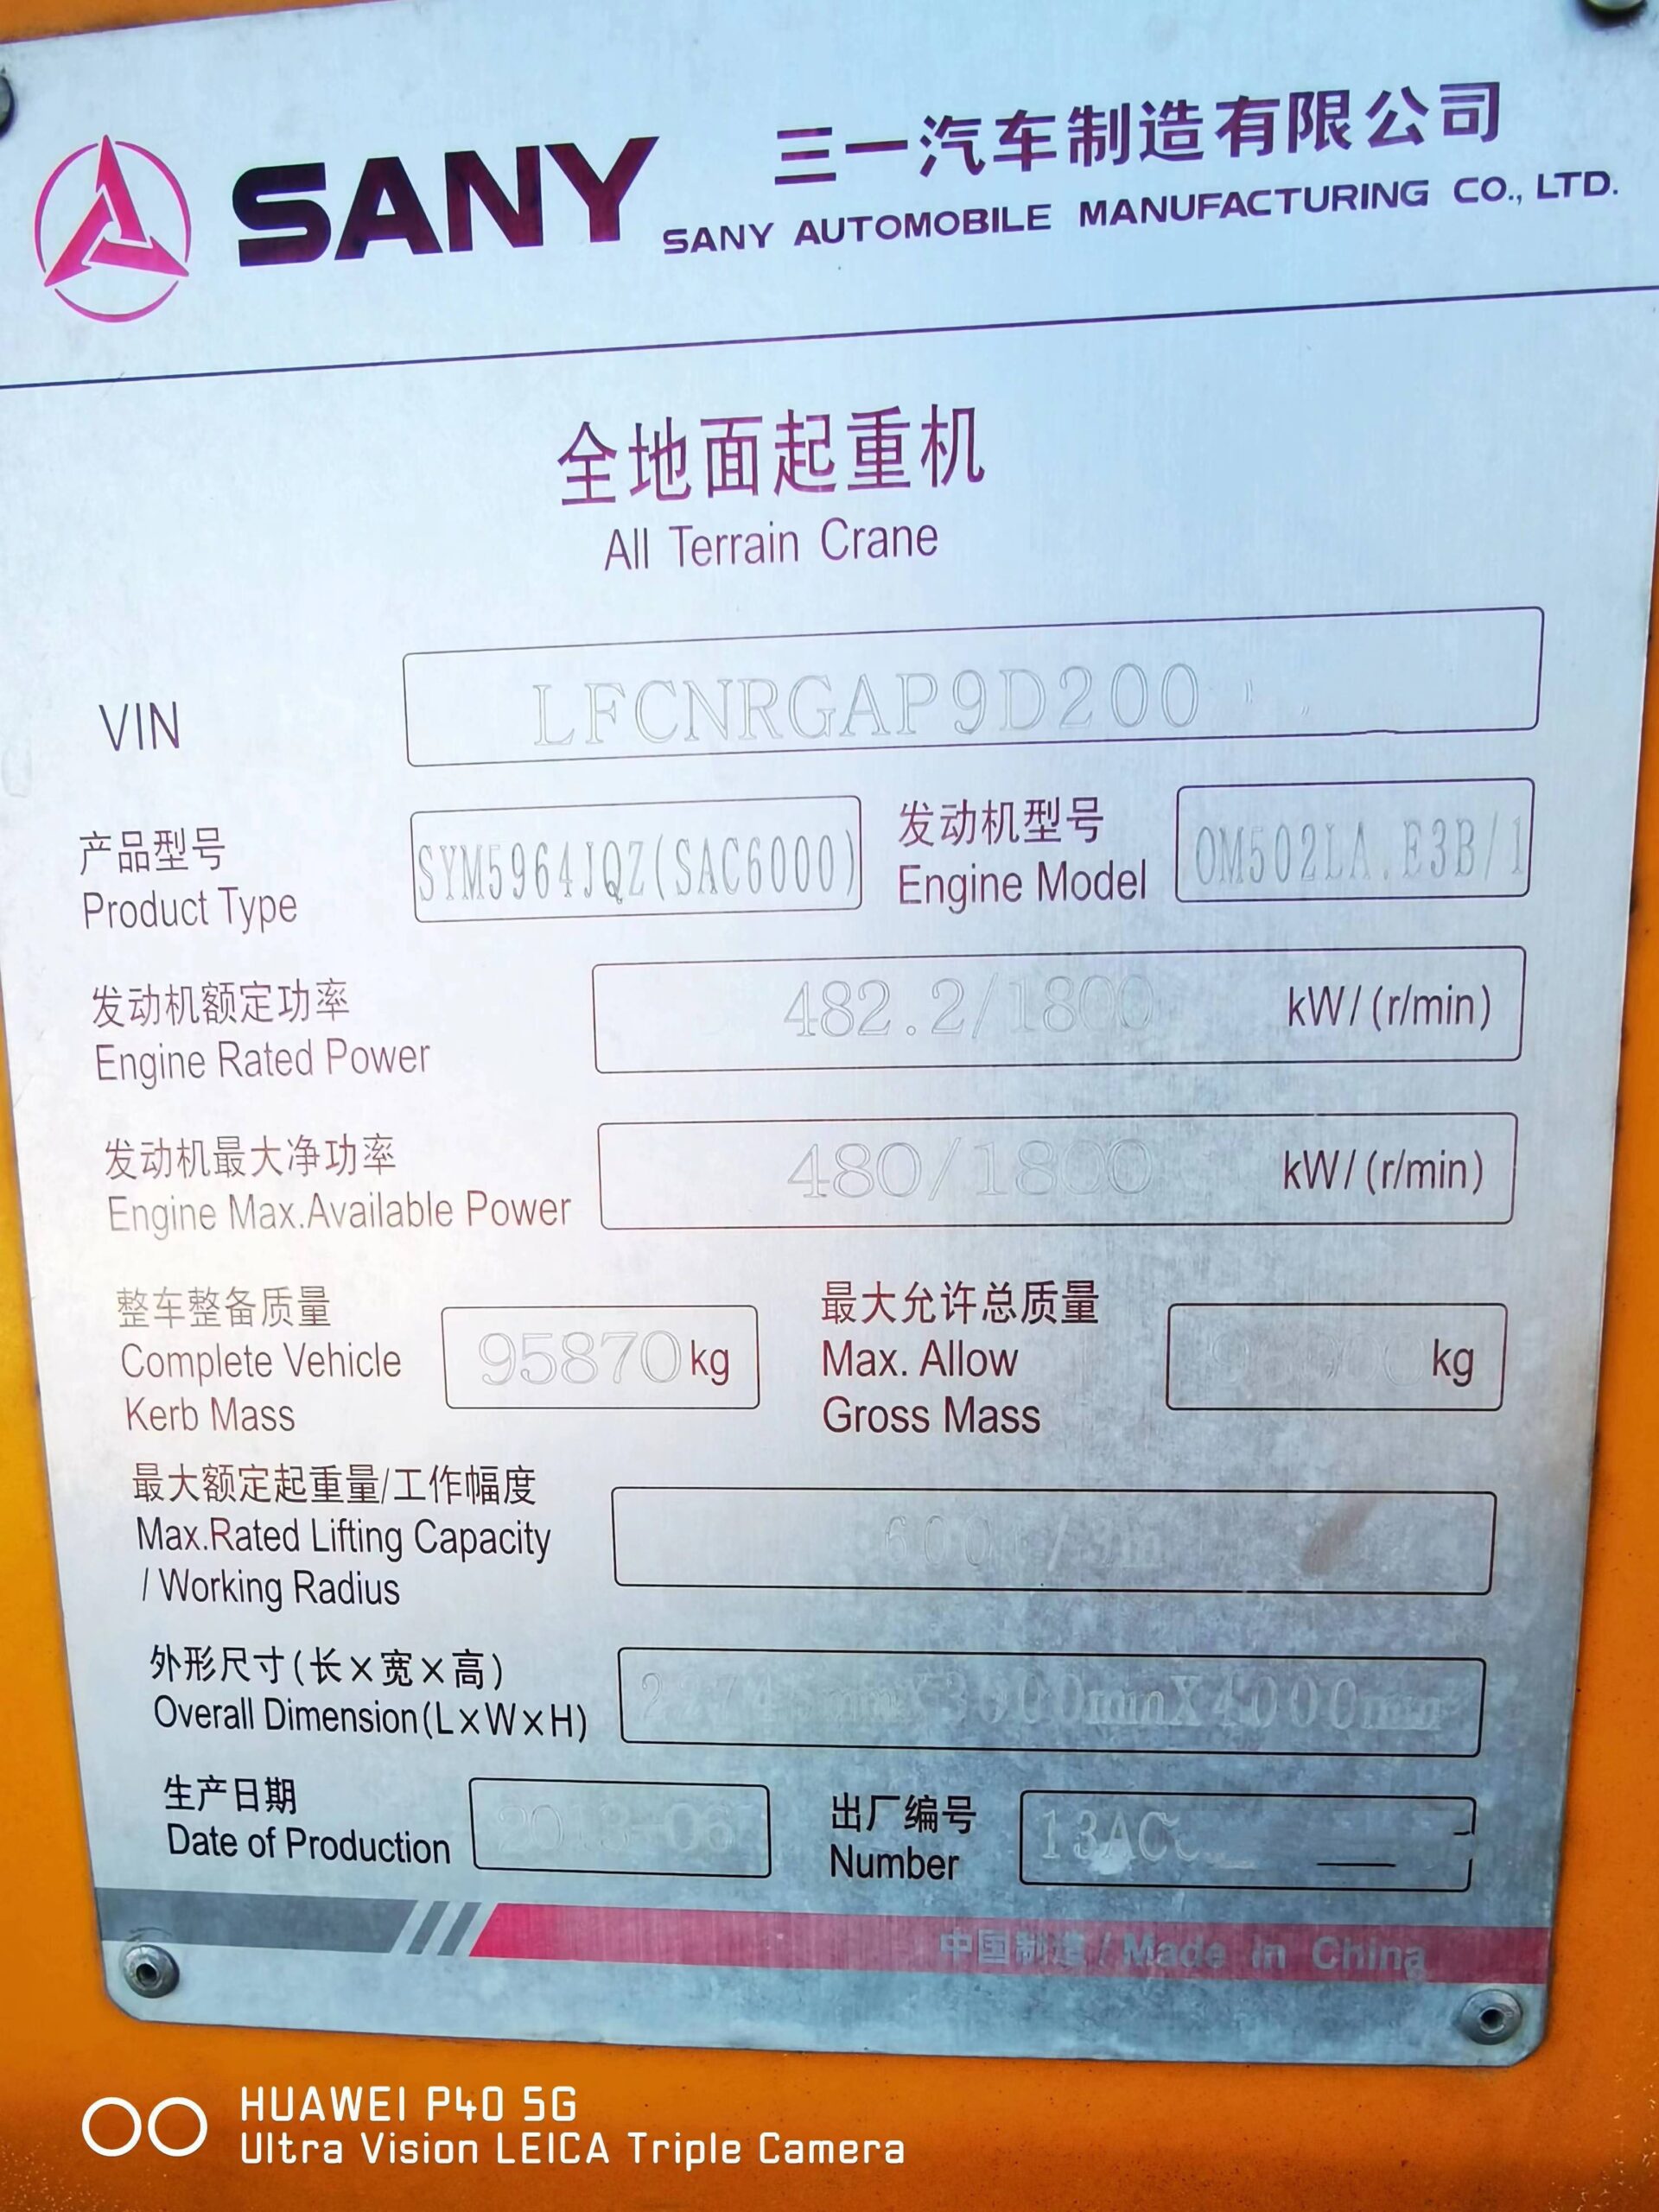 SANY
三一汽车制造有限公司
SANY AUTOMOBILE MANUFACTURING CO., LTD.
全地面起重机
All Terrain Crane
VIN LFCNRGAP9D200
产品型号 SYM5964JQZ(SAC6000) 发动机型号 OM502LA.E3B/1
Product Type Engine Model
发动机额定功率 482.2/1800 kW/(r/min)
Engine Rated Power
发动机最大净功率 480/1800 kW/(r/min)
Engine Max.Available Power
整车整备质量 最大允许总质量
Complete Vehicle 95870 kg Max. Allow kg
Kerb Mass Gross Mass
最大额定起重量/工作幅度
Max.Rated Lifting Capacity /3m
/ Working Radius
外形尺寸(长×宽×高)
Overall Dimension(L×W×H) X4000mm
生产日期 出厂编号
Date of Production Number 13AC
中国制造/Made in China
HUAWEI P40 5G
Ultra Vision LEICA Triple Camera